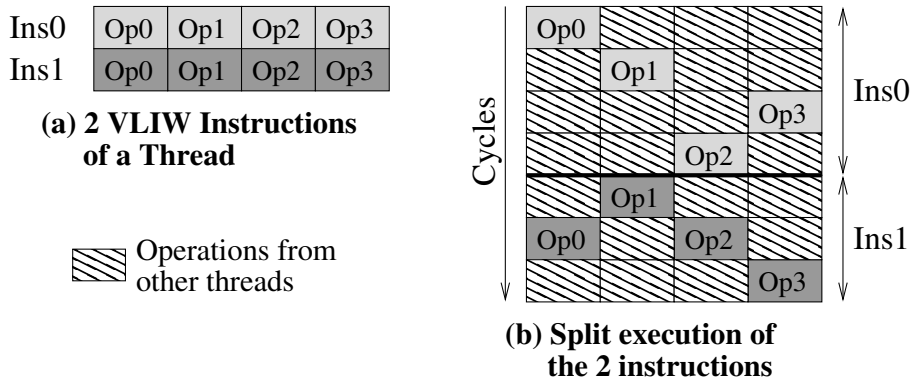 Ins0 Op0 Op1 Op2 Op3
Ins1 Op0 Op1 Op2 Op3
(a) 2 VLIW Instructions
of a Thread
Operations from
other threads
Cycles
Op0
Op1
Op3
Op2
Ins0
Op1
Op0 Op2
Op3
Ins1
(b) Split execution of
the 2 instructions